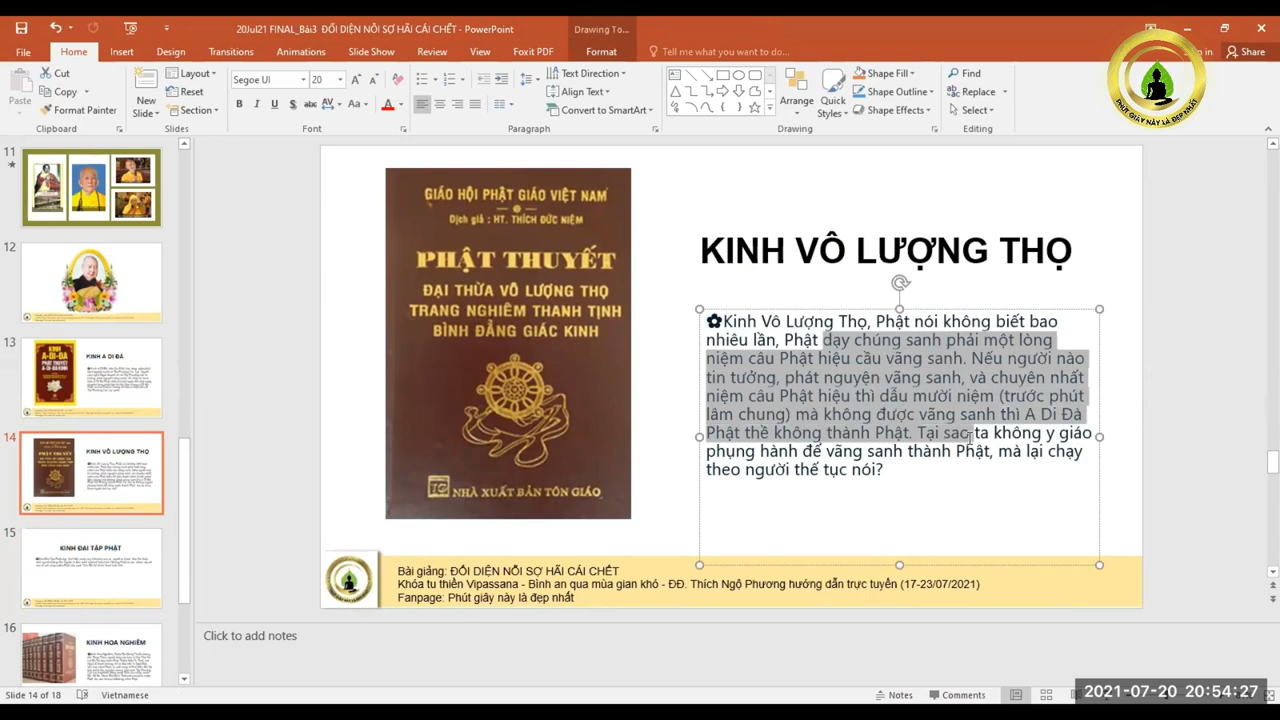 20Jul21 FINAL_Bài3 ĐỐI DIỆN NỖI SỢ HÃI CÁI CHẾT - PowerPoint
Drawing To...
File Home Insert Design Transitions Animations Slide Show Review View Foxit PDF Format Tell me what you want to do... Share
Paste Cut Copy Format Painter
New Slide Layout Reset Section
Segoe UI 20
Text Direction Align Text Convert to SmartArt
Arrange Quick Styles Shape Fill Shape Outline Shape Effects
Find Replace Select
Clipboard Slides Font Paragraph Drawing Editing
PHÚT GIÂY NÀY LÀ ĐẸP NHẤT
11
12
13
KINH A DI ĐÀ
14
KINH VÔ LƯỢNG THỌ
15
KINH ĐẠI TẬP PHẬT
16
KINH HOA NGHIÊM
GIÁO HỘI PHẬT GIÁO VIỆT NAM
Dịch giả : HT. THÍCH ĐỨC NIỆM
PHẬT THUYẾT
ĐẠI THỪA VÔ LƯỢNG THỌ
TRANG NGHIÊM THANH TỊNH
BÌNH ĐẲNG GIÁC KINH
NHÀ XUẤT BẢN TÔN GIÁO
KINH VÔ LƯỢNG THỌ
✿Kinh Vô Lượng Thọ, Phật nói không biết bao
nhiêu lần, Phật dạy chúng sanh phải một lòng
niệm câu Phật hiệu cầu vãng sanh. Nếu người nào
tin tưởng, phát nguyện vãng sanh, và chuyên nhất
niệm câu Phật hiệu thì dẫu mười niệm (trước phút
lâm chung) mà không được vãng sanh thì A Di Đà
Phật thề không thành Phật. Tại sao ta không y giáo
phụng hành để vãng sanh thành Phật, mà lại chạy
theo người thế tục nói?
Bài giảng: ĐỐI DIỆN NỖI SỢ HÃI CÁI CHẾT
Khóa tu thiền Vipassana - Bình an qua mùa gian khó - ĐĐ. Thích Ngộ Phương hướng dẫn trực tuyến (17-23/07/2021)
Fanpage: Phút giây này là đẹp nhất
Click to add notes
Slide 14 of 18 Vietnamese Notes Comments
2021-07-20 20:54:27